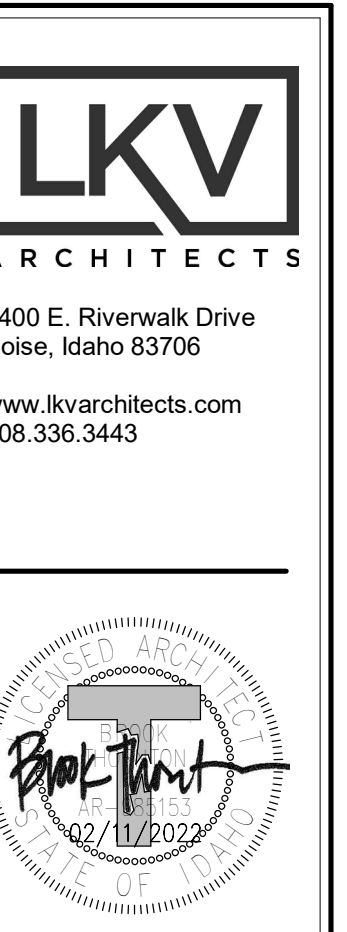 LKV
ARCHITECTS
400 E. Riverwalk Drive
oise, Idaho 83706
www.lkvarchitects.com
08.336.3443
LICENSED ARCHITECT
BROOK
T
02/11/2022
STATE OF IDAHO